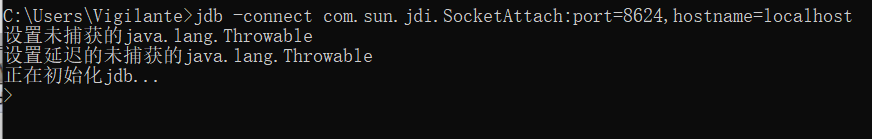 C:\Users\Vigilante>jdb -connect com.sun.jdi.SocketAttach:port=8624,hostname=localhost
设置未捕获的java.lang.Throwable
设置延迟的未捕获的java.lang.Throwable
正在初始化jdb...
>